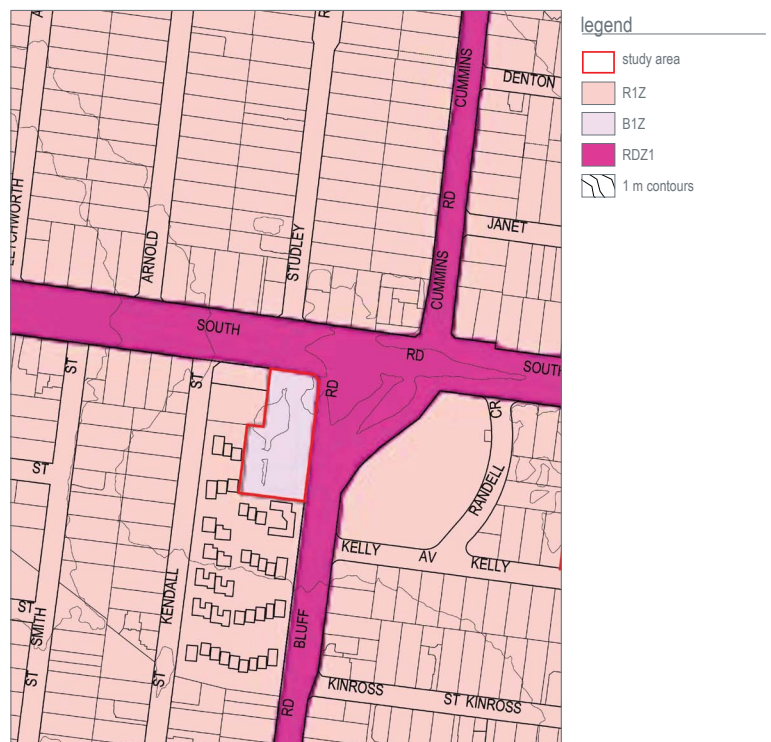 legend
study area
R1Z
B1Z
RDZ1
1 m contours
CUMMINS
DENTON
RD
JANET
ARNOLD
STUDLEY
CUMMINS
SOUTH
RD
SOUTH
ST
ST
RD
CR
ST
RANDELL
KELLY
AV
KELLY
KENDALL
ST
SMITH
BLUFF
ST
ST
KINROSS
ST KINROSS
RD